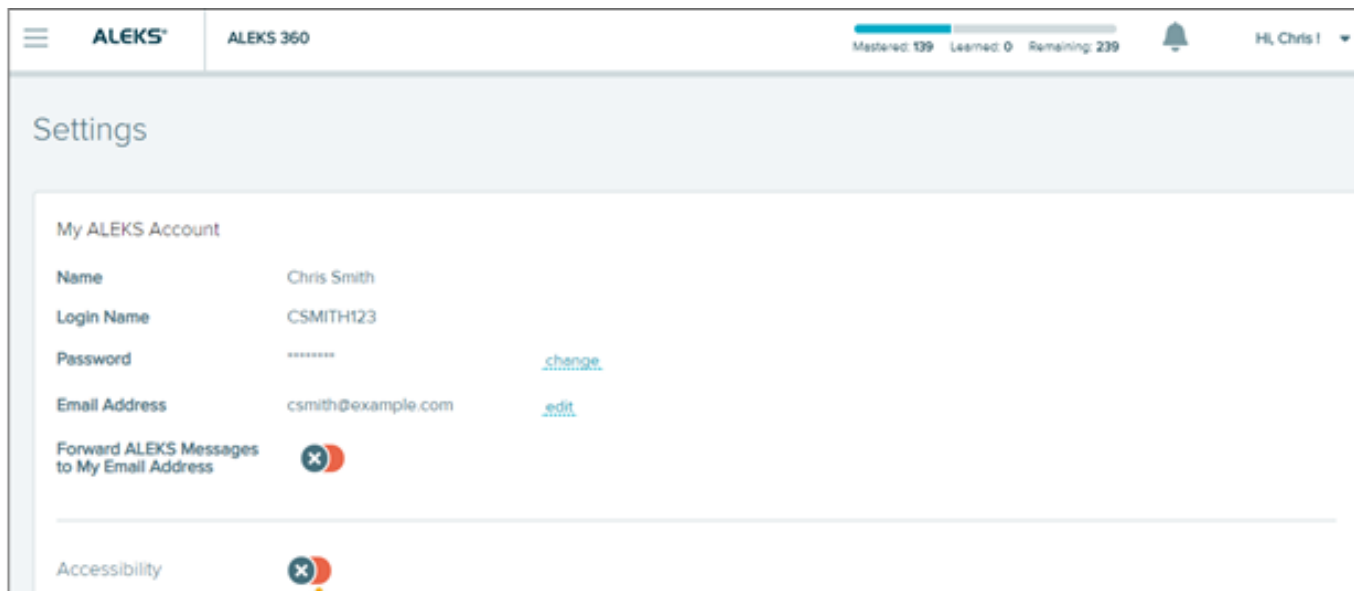 ALEKS® ALEKS 360 Mastered: 139 Learned: 0 Remaining: 239 Hi, Chris !
Settings
My ALEKS Account
Name Chris Smith
Login Name CSMITH123
Password ******** change
Email Address csmith@example.com edit
Forward ALEKS Messages
to My Email Address
Accessibility